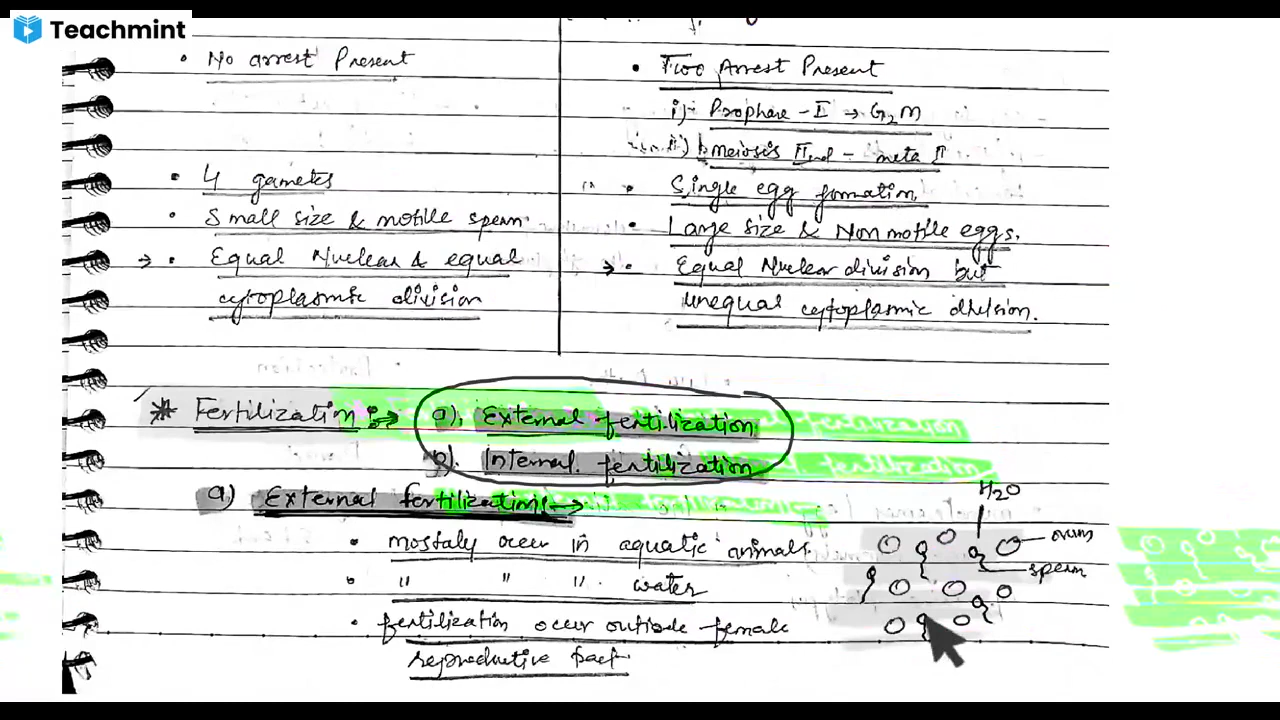 Teachmint
• No arrest Present
• Two Arrest Present
i) Prophase - I → G2M
ii) meiosis IInd - meta II
• 4 gametes
• Single egg formation
• Small size & motile sperm
• Large size & Non motile eggs.
→ • Equal Nuclear & equal
cytoplasmic division
→ • Equal Nuclear division but
unequal cytoplasmic division.
* Fertilization :→ a). External fertilization
b). Internal fertilization
a) External fertilization :→
• mostaly occur in aquatic animals.
• " " " water
• fertilization occur outside female
reproductive part
H2O
ovum
sperm